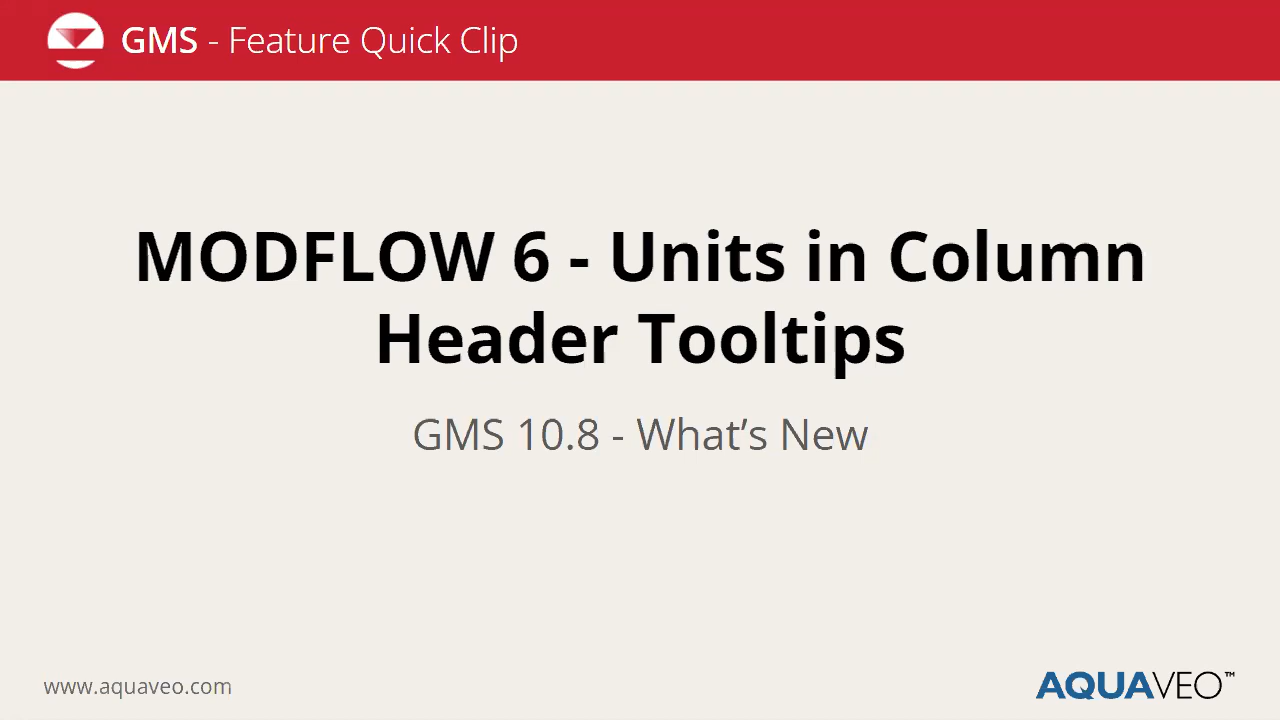 GMS - Feature Quick Clip
MODFLOW 6 - Units in Column
Header Tooltips
GMS 10.8 - What’s New
www.aquaveo.com
AQUAVEO™